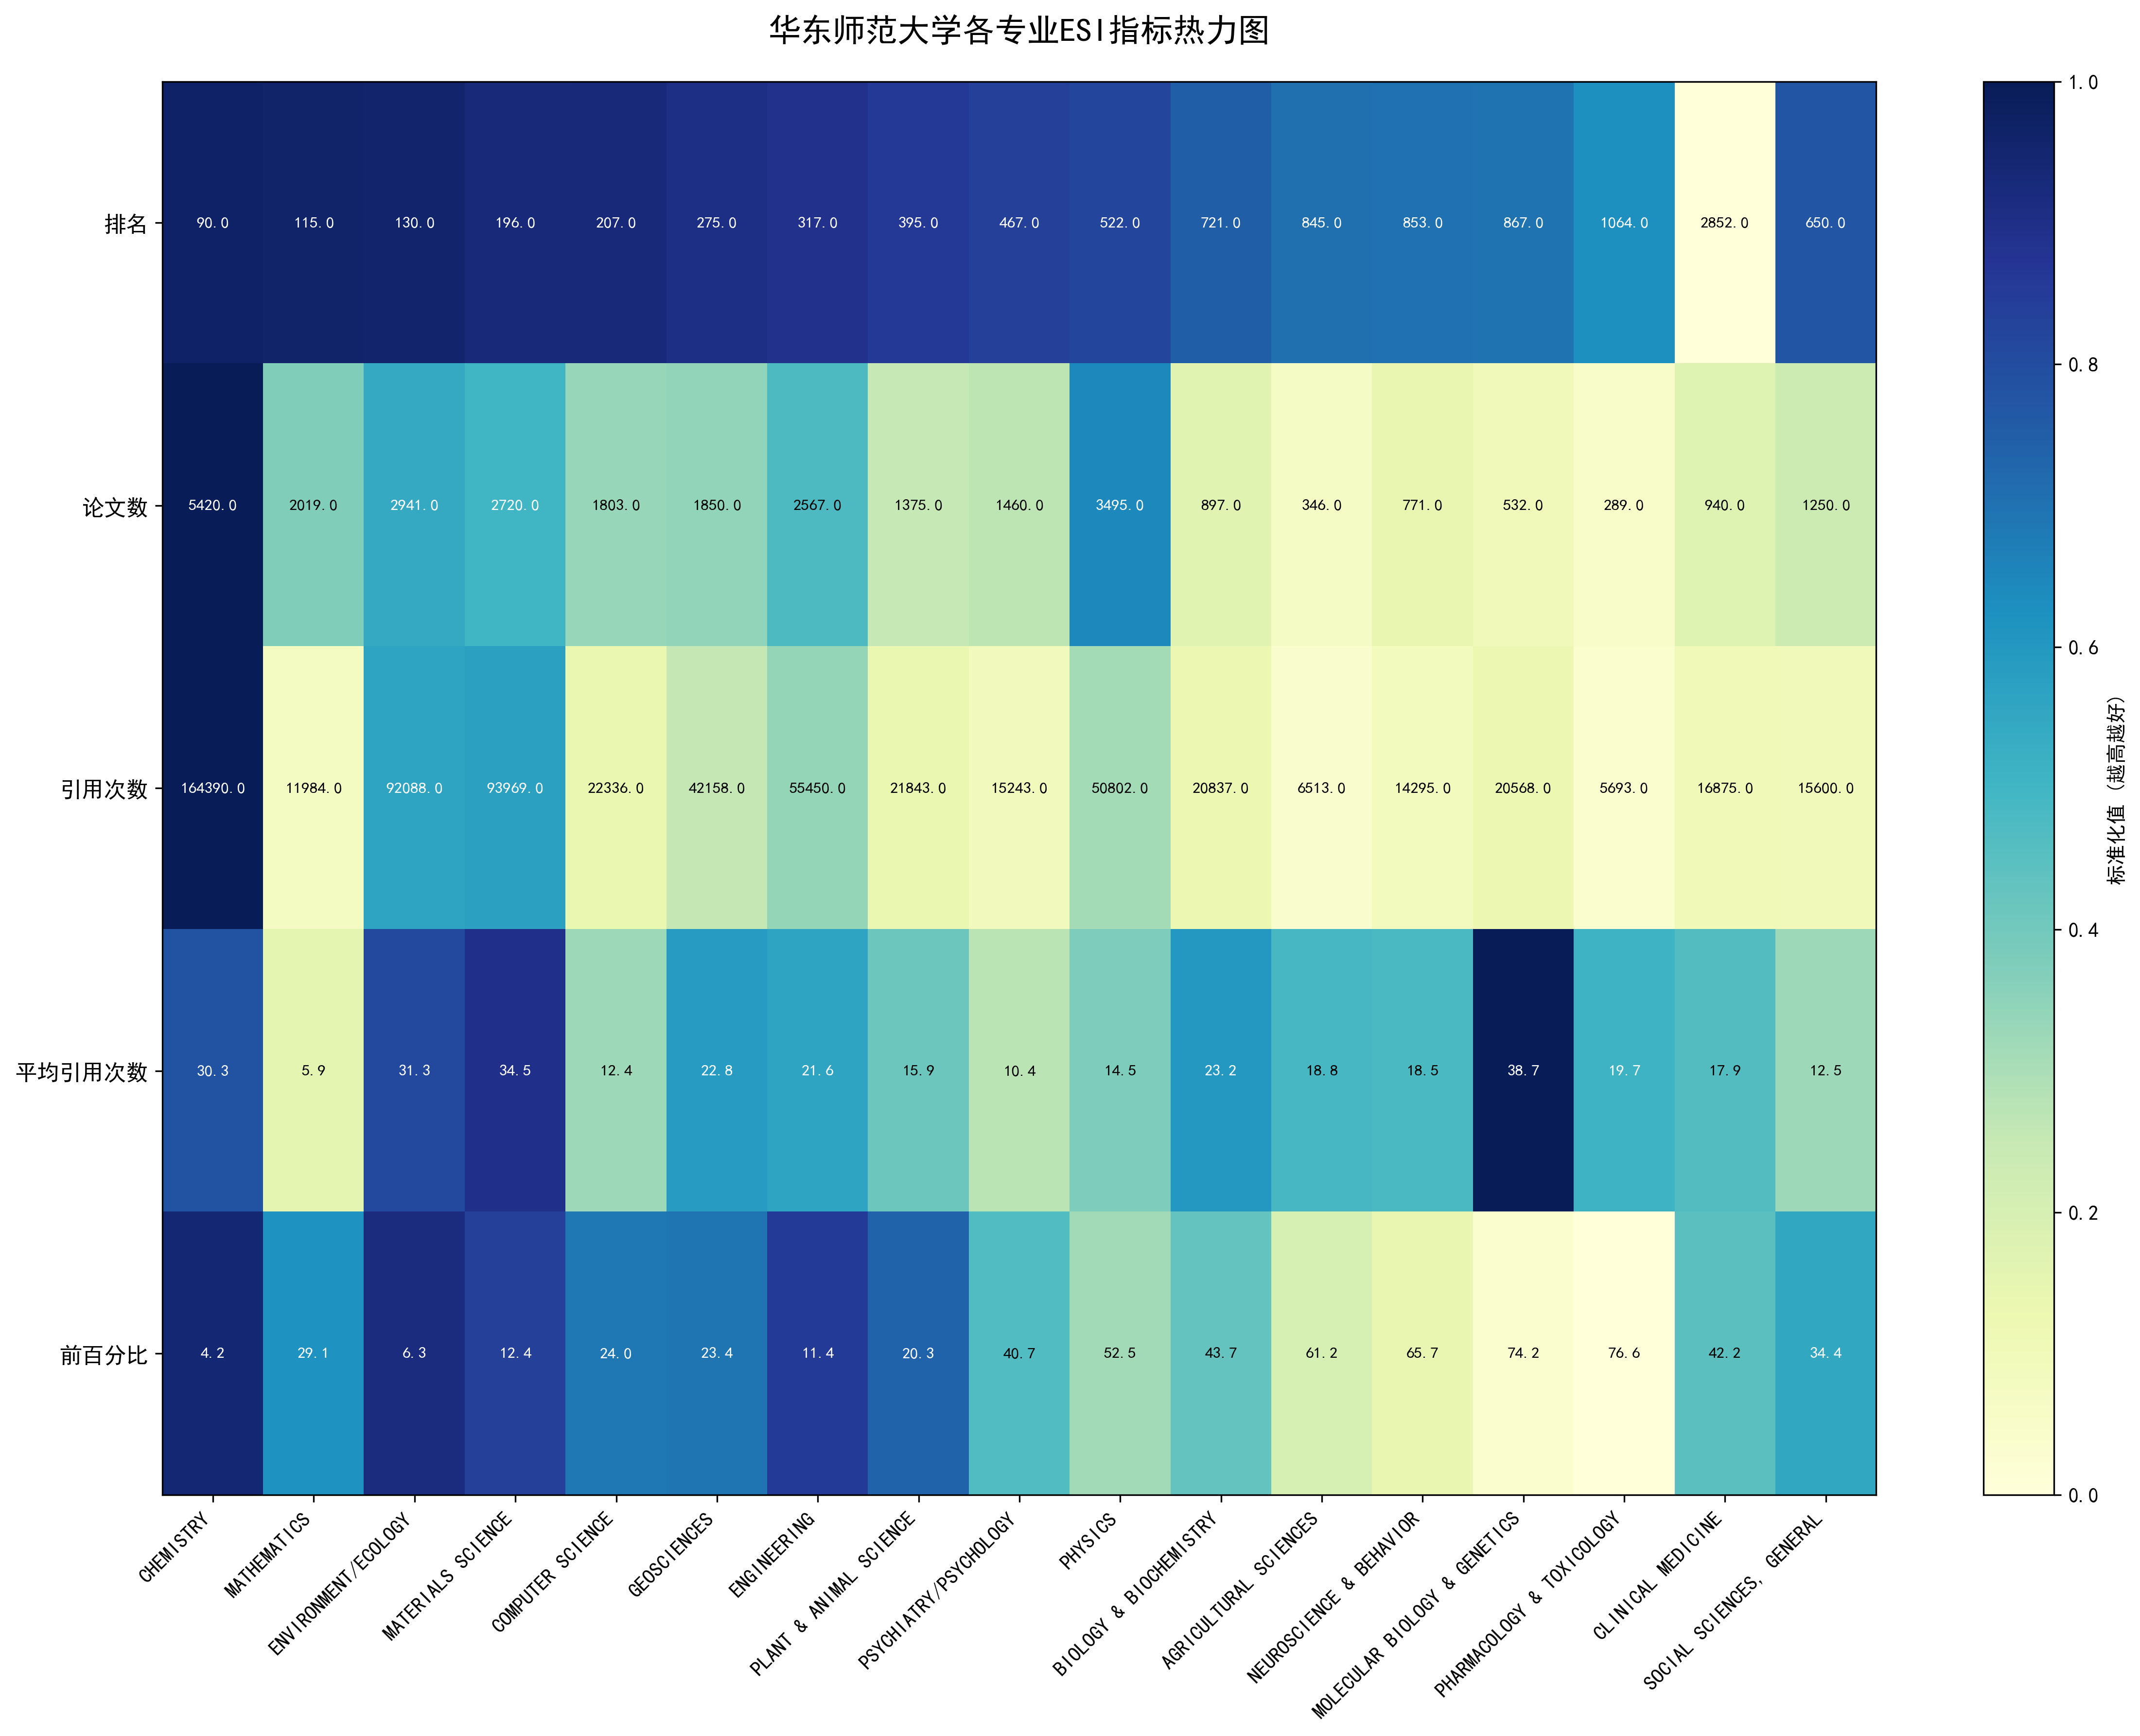 华东师范大学各专业ESI指标热力图
排名 90.0 115.0 130.0 196.0 207.0 275.0 317.0 395.0 467.0 522.0 721.0 845.0 853.0 867.0 1064.0 2852.0 650.0
论文数 5420.0 2019.0 2941.0 2720.0 1803.0 1850.0 2567.0 1375.0 1460.0 3495.0 897.0 346.0 771.0 532.0 289.0 940.0 1250.0
引用次数 164390.0 11984.0 92088.0 93969.0 22336.0 42158.0 55450.0 21843.0 15243.0 50802.0 20837.0 6513.0 14295.0 20568.0 5693.0 16875.0 15600.0
平均引用次数 30.3 5.9 31.3 34.5 12.4 22.8 21.6 15.9 10.4 14.5 23.2 18.8 18.5 38.7 19.7 17.9 12.5
前百分比 4.2 29.1 6.3 12.4 24.0 23.4 11.4 20.3 40.7 52.5 43.7 61.2 65.7 74.2 76.6 42.2 34.4
CHEMISTRY
MATHEMATICS
ENVIRONMENT/ECOLOGY
MATERIALS SCIENCE
COMPUTER SCIENCE
GEOSCIENCES
ENGINEERING
PLANT & ANIMAL SCIENCE
PSYCHIATRY/PSYCHOLOGY
PHYSICS
BIOLOGY & BIOCHEMISTRY
AGRICULTURAL SCIENCES
NEUROSCIENCE & BEHAVIOR
MOLECULAR BIOLOGY & GENETICS
PHARMACOLOGY & TOXICOLOGY
CLINICAL MEDICINE
SOCIAL SCIENCES, GENERAL
1.0
0.8
0.6
0.4
0.2
0.0
标准化值（越高越好）